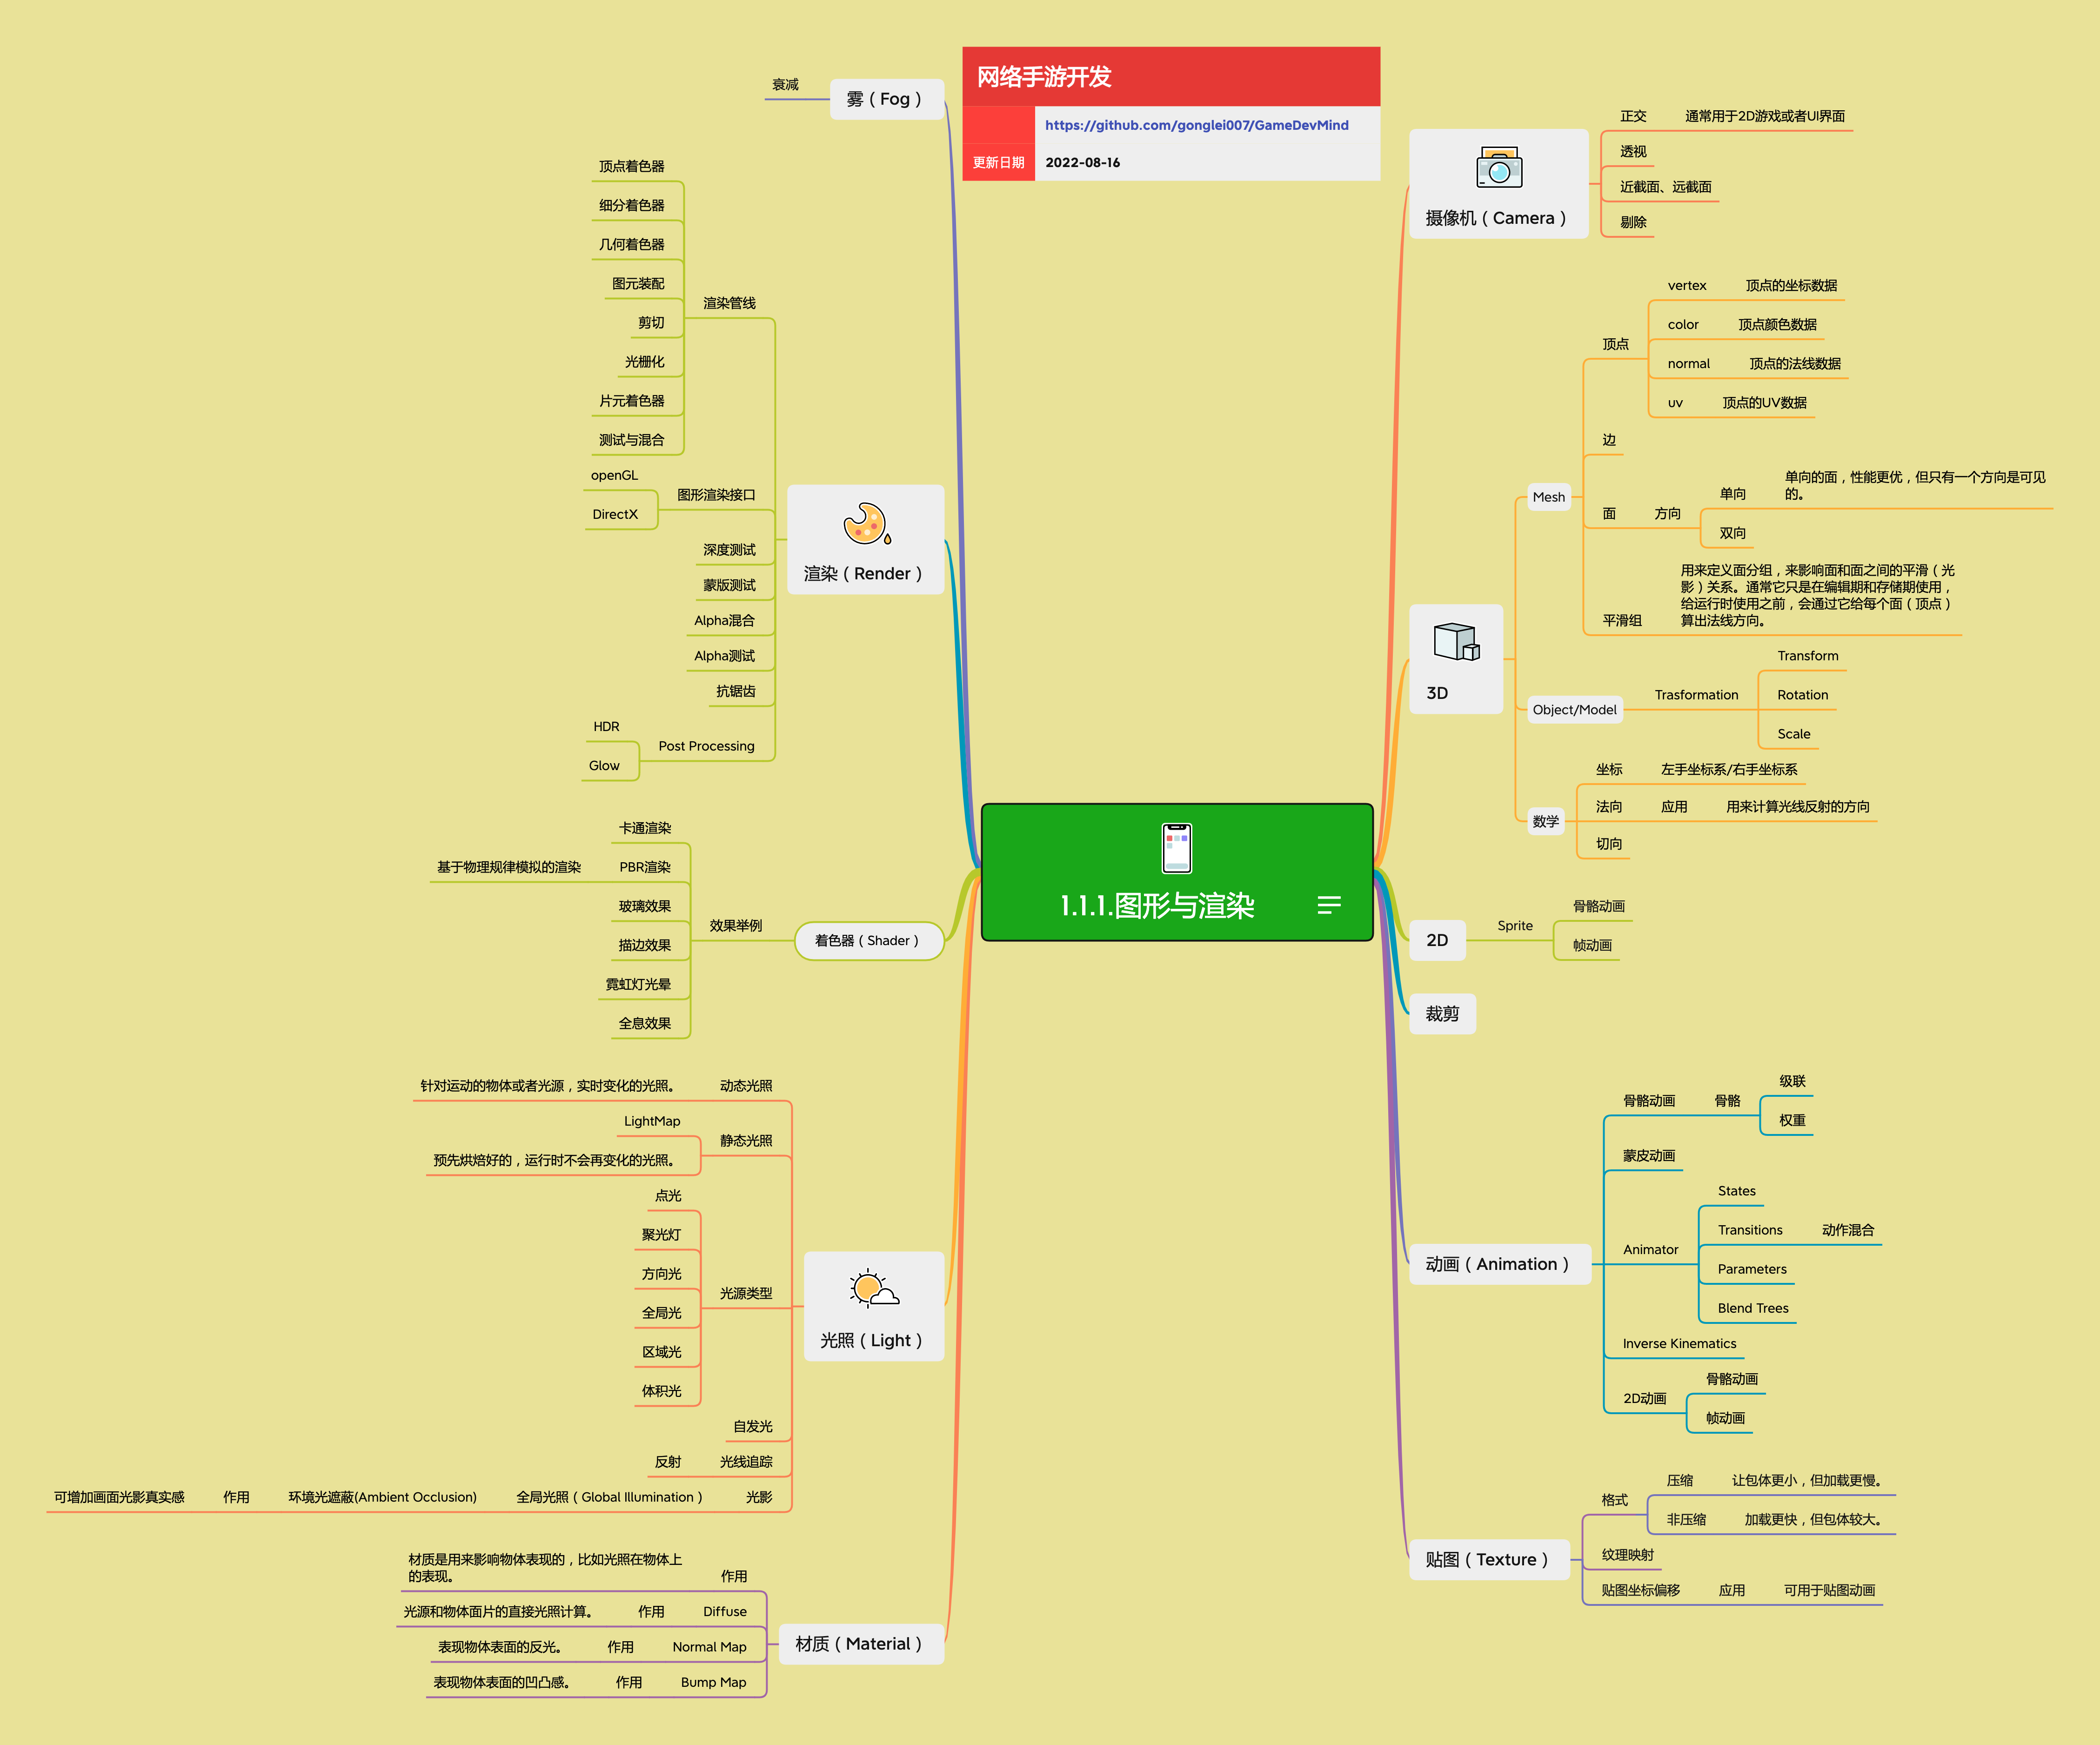 网络手游开发
https://github.com/gonglei007/GameDevMind
更新日期 2022-08-16
1.1.1.图形与渲染
摄像机（Camera）
正交 通常用于2D游戏或者UI界面
透视
近截面、远截面
剔除
3D
Mesh
顶点
vertex 顶点的坐标数据
color 顶点颜色数据
normal 顶点的法线数据
uv 顶点的UV数据
边
面 方向
单向 单向的面，性能更优，但只有一个方向是可见
的。
双向
平滑组
用来定义面分组，来影响面和面之间的平滑（光
影）关系。通常它只是在编辑期和存储期使用，
给运行时使用之前，会通过它给每个面（顶点）
算出法线方向。
Object/Model
Trasformation
Transform
Rotation
Scale
数学
坐标 左手坐标系/右手坐标系
法向 应用 用来计算光线反射的方向
切向
2D
Sprite
骨骼动画
帧动画
裁剪
动画（Animation）
骨骼动画 骨骼
级联
权重
蒙皮动画
Animator
States
Transitions 动作混合
Parameters
Blend Trees
Inverse Kinematics
2D动画
骨骼动画
帧动画
贴图（Texture）
格式
压缩 让包体更小，但加载更慢。
非压缩 加载更快，但包体较大。
纹理映射
贴图坐标偏移 应用 可用于贴图动画
雾（Fog）
衰减
渲染（Render）
渲染管线
顶点着色器
细分着色器
几何着色器
图元装配
剪切
光栅化
片元着色器
测试与混合
图形渲染接口
openGL
DirectX
深度测试
蒙版测试
Alpha混合
Alpha测试
抗锯齿
Post Processing
HDR
Glow
着色器（Shader）
效果举例
卡通渲染
PBR渲染 基于物理规律模拟的渲染
玻璃效果
描边效果
霓虹灯光晕
全息效果
光照（Light）
动态光照 针对运动的物体或者光源，实时变化的光照。
静态光照
LightMap
预先烘焙好的，运行时不会再变化的光照。
光源类型
点光
聚光灯
方向光
全局光
区域光
体积光
自发光
光线追踪 反射
光影 全局光照（Global Illumination） 环境光遮蔽(Ambient Occlusion) 作用 可增加画面光影真实感
材质（Material）
作用
材质是用来影响物体表现的，比如光照在物体上
的表现。
Diffuse 作用 光源和物体面片的直接光照计算。
Normal Map 作用 表现物体表面的反光。
Bump Map 作用 表现物体表面的凹凸感。